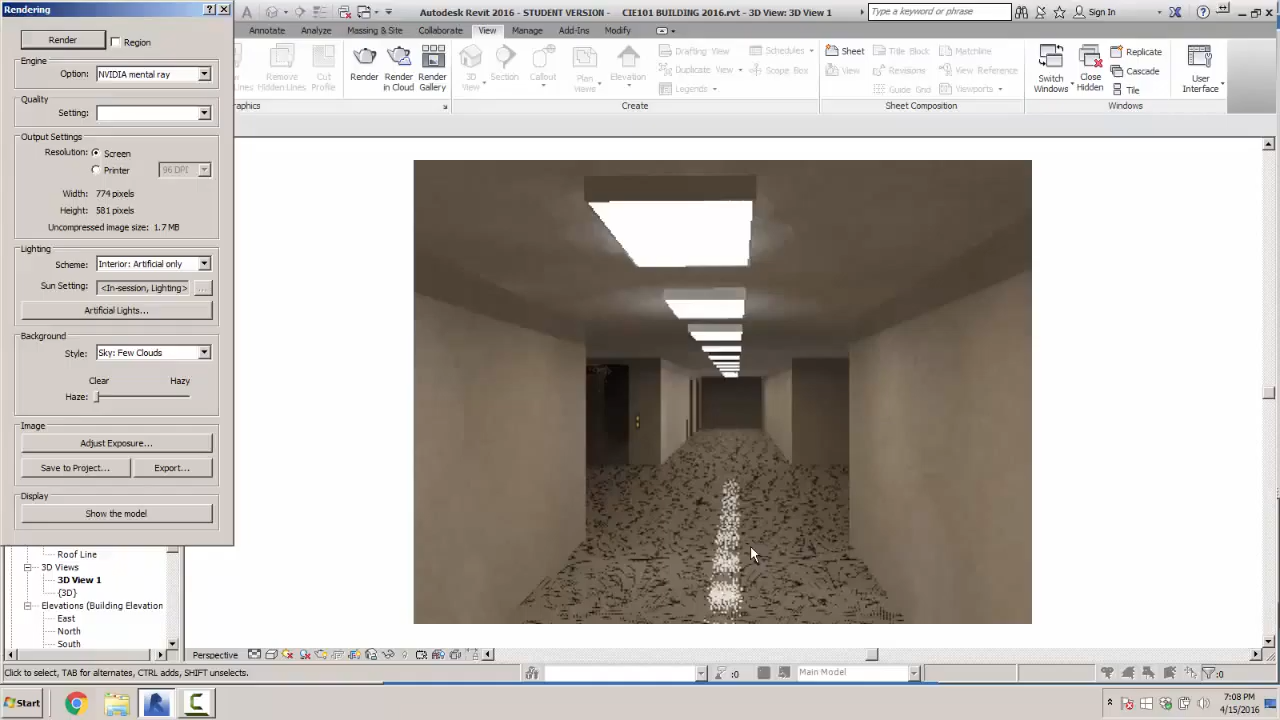 Rendering
Autodesk Revit 2016 - STUDENT VERSION - CIE101 BUILDING 2016.rvt - 3D View: 3D View 1
Type a keyword or phrase
Sign In
Annotate Analyze Massing & Site Collaborate View Manage Add-Ins Modify
Render
Region
Engine
Option: NVIDIA mental ray
Quality
Setting:
Output Settings
Resolution: Screen
Printer
96 DPI
Width: 774 pixels
Height: 581 pixels
Uncompressed image size: 1.7 MB
Lighting
Scheme: Interior: Artificial only
Sun Setting: <In-session, Lighting>
...
Artificial Lights...
Background
Style: Sky: Few Clouds
Clear Hazy
Haze:
Image
Adjust Exposure...
Save to Project... Export...
Display
Show the model
Remove
Hidden Lines
Cut
Profile
Render
Render
in Cloud
Render
Gallery
3D
View
Section
Callout
Plan
Views
Elevation
Drafting View
Duplicate View
Legends
Schedules
Scope Box
Sheet
View
Title Block
Revisions
Guide Grid
Matchline
View Reference
Viewports
Switch
Windows
Close
Hidden
Replicate
Cascade
Tile
User
Interface
Create
Sheet Composition
Windows
Roof Line
3D Views
3D View 1
{3D}
Elevations (Building Elevation
East
North
South
Perspective
Click to select, TAB for alternates, CTRL adds, SHIFT unselects.
:0
Main Model
:0
Start
7:08 PM
4/15/2016